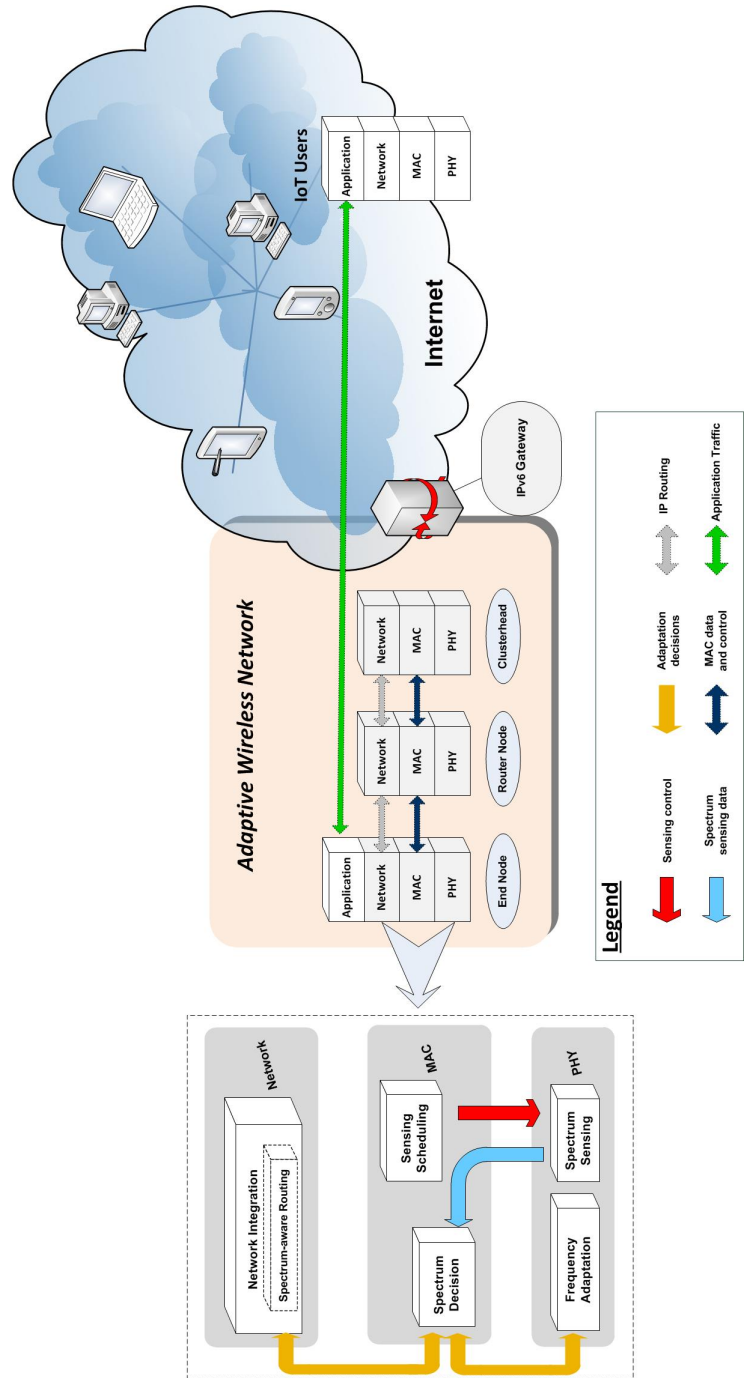 Network
Network Integration
Spectrum-aware Routing
MAC
Sensing
Scheduling
Spectrum
Decision
PHY
Spectrum
Sensing
Frequency
Adaptation
Adaptive Wireless Network
Application
Network
MAC
PHY
End Node
Network
MAC
PHY
Router Node
Network
MAC
PHY
Clusterhead
IPv6 Gateway
Internet
IoT Users
Application
Network
MAC
PHY
Legend
Sensing control
Adaptation
decisions
IP Routing
Spectrum
sensing data
MAC data
and control
Application Traffic